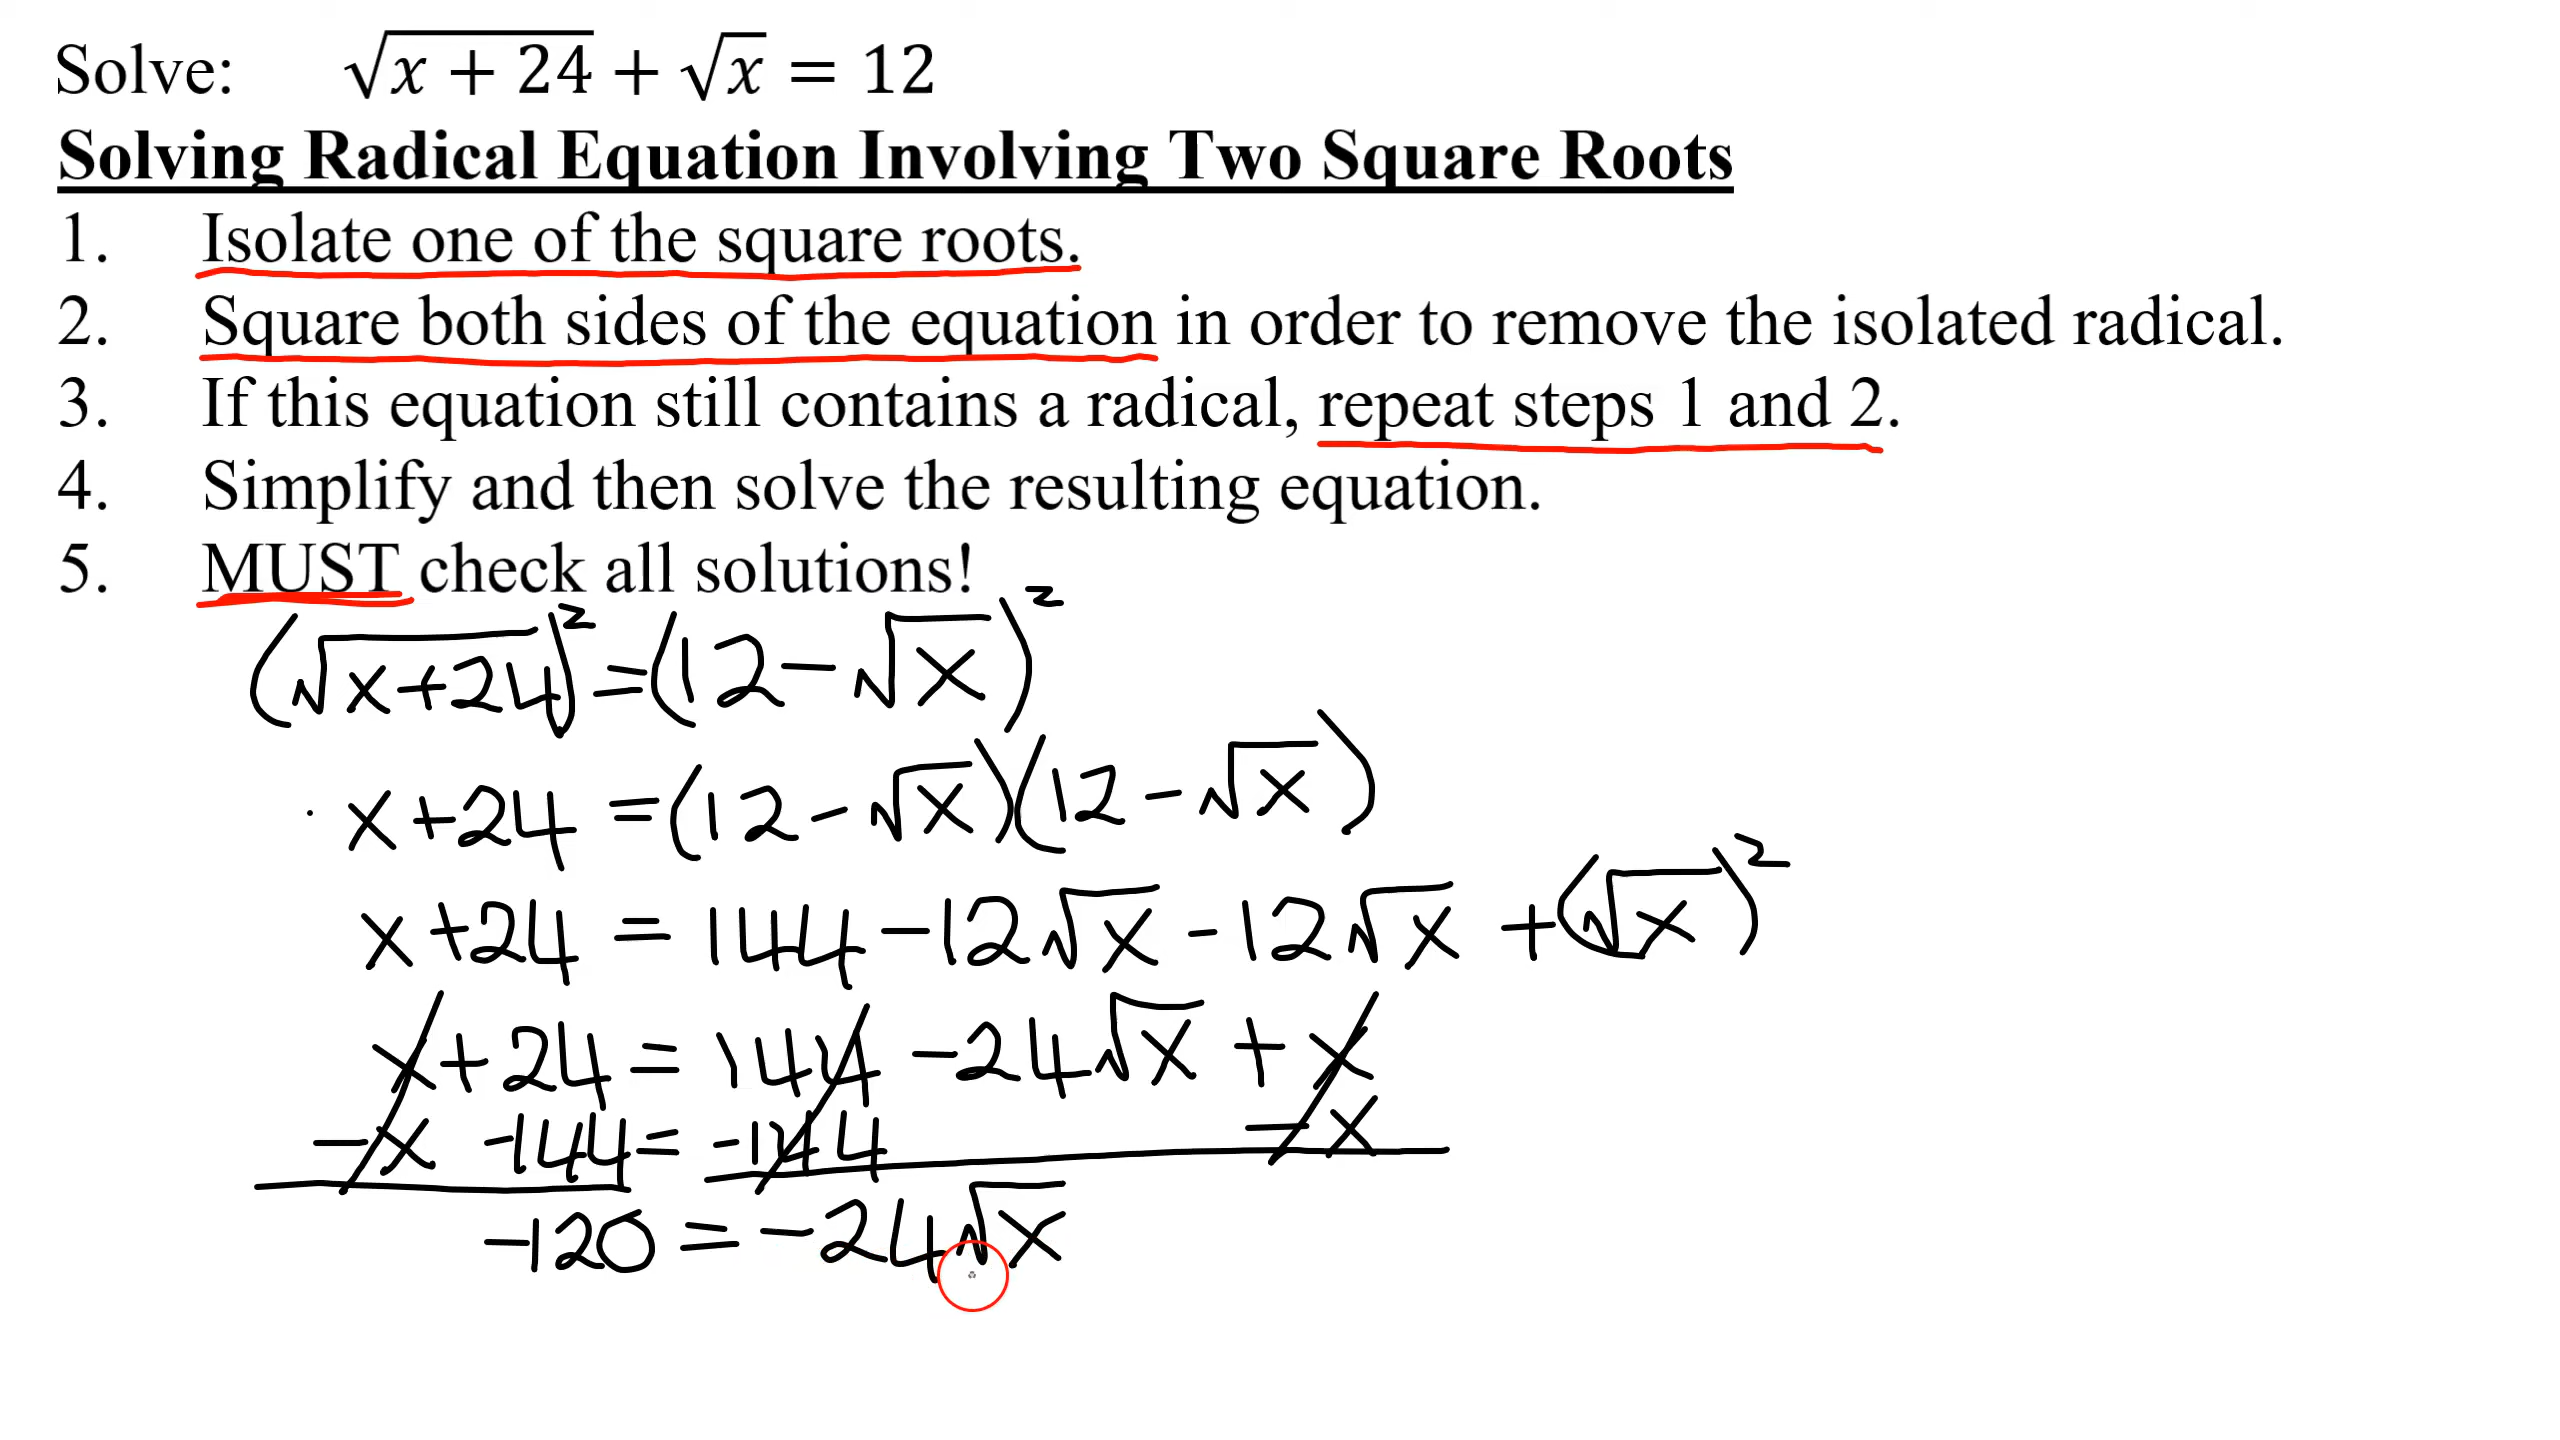 Solve: √x + 24 + √x = 12
Solving Radical Equation Involving Two Square Roots
1. Isolate one of the square roots.
2. Square both sides of the equation in order to remove the isolated radical.
3. If this equation still contains a radical, repeat steps 1 and 2.
4. Simplify and then solve the resulting equation.
5. MUST check all solutions!
(√x+24)² = (12-√x)²
x+24 = (12-√x)(12-√x)
x+24 = 144-12√x-12√x+(√x)²
x+24 = 144-24√x+x
-x -144 = -144 -x
-120 = -24√x